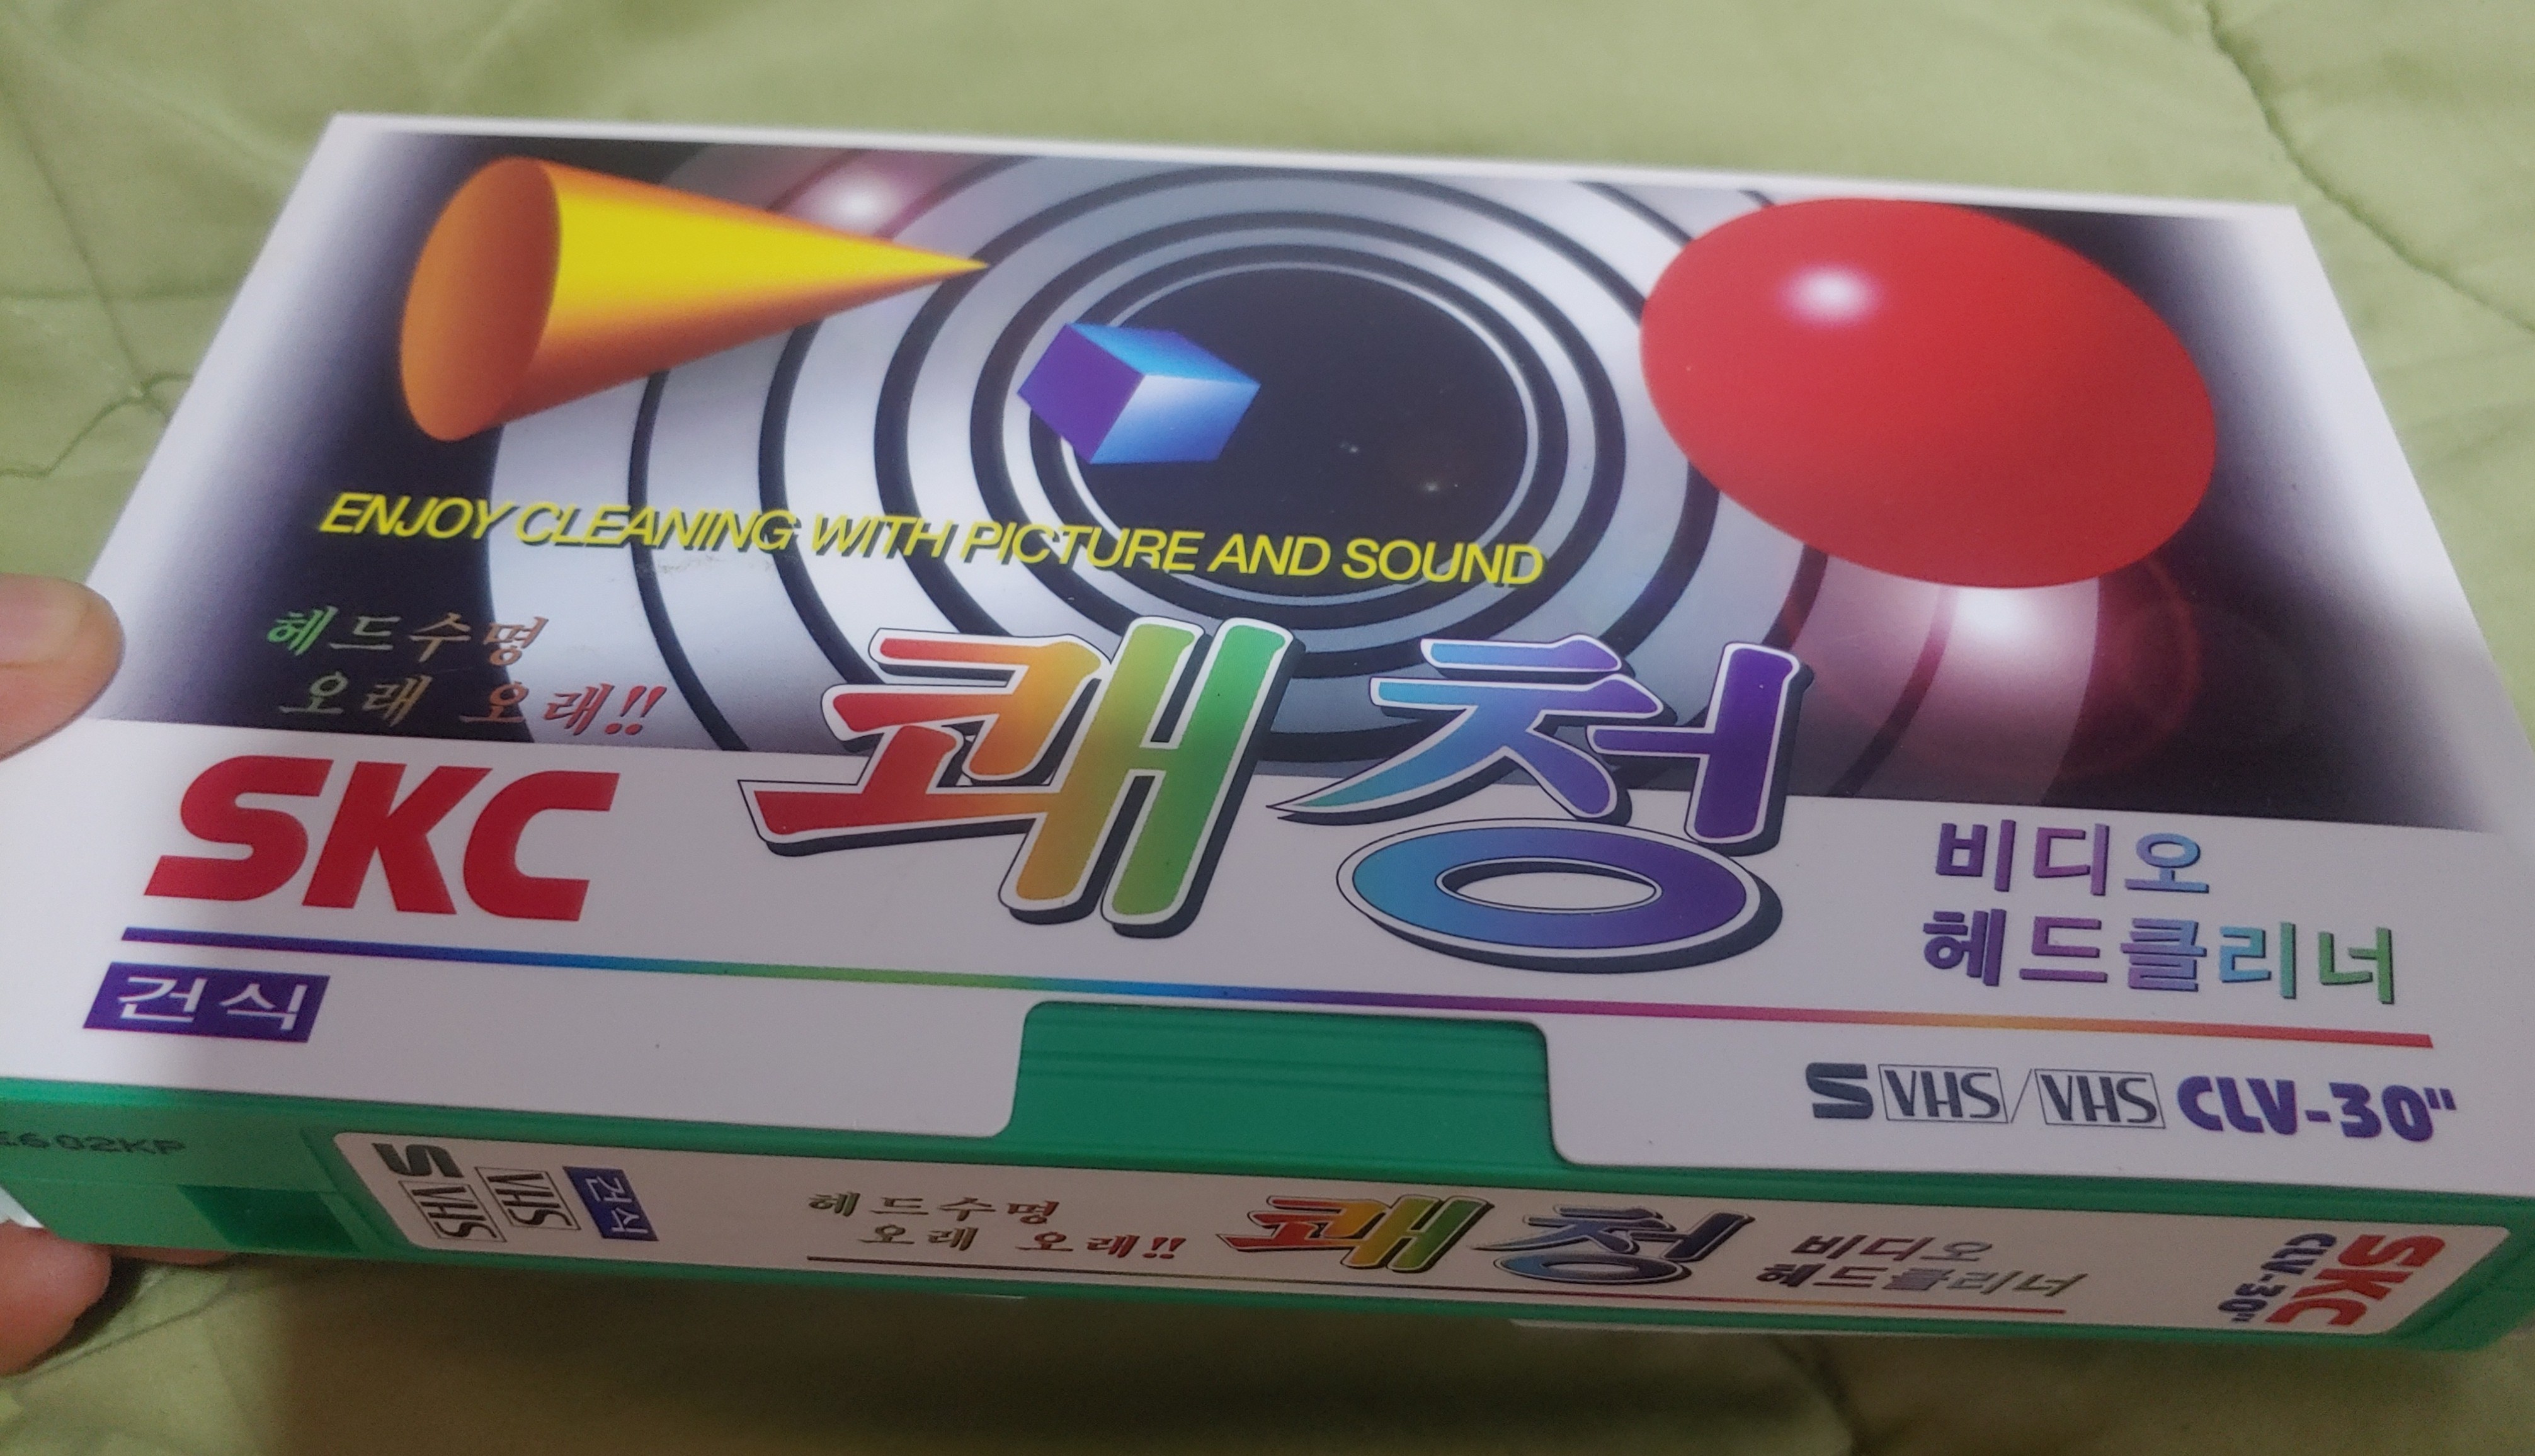 ENJOY CLEANING WITH PICTURE AND SOUND
헤드수명
오래 오래!!
쾌청
SKC
비디오
헤드클리너
건식
S VHS/VHS CLV-30"
S VHS
VHS
건식
헤드수명
오래 오래!!
쾌청
비디오
헤드클리너
SKC
CLV-30"